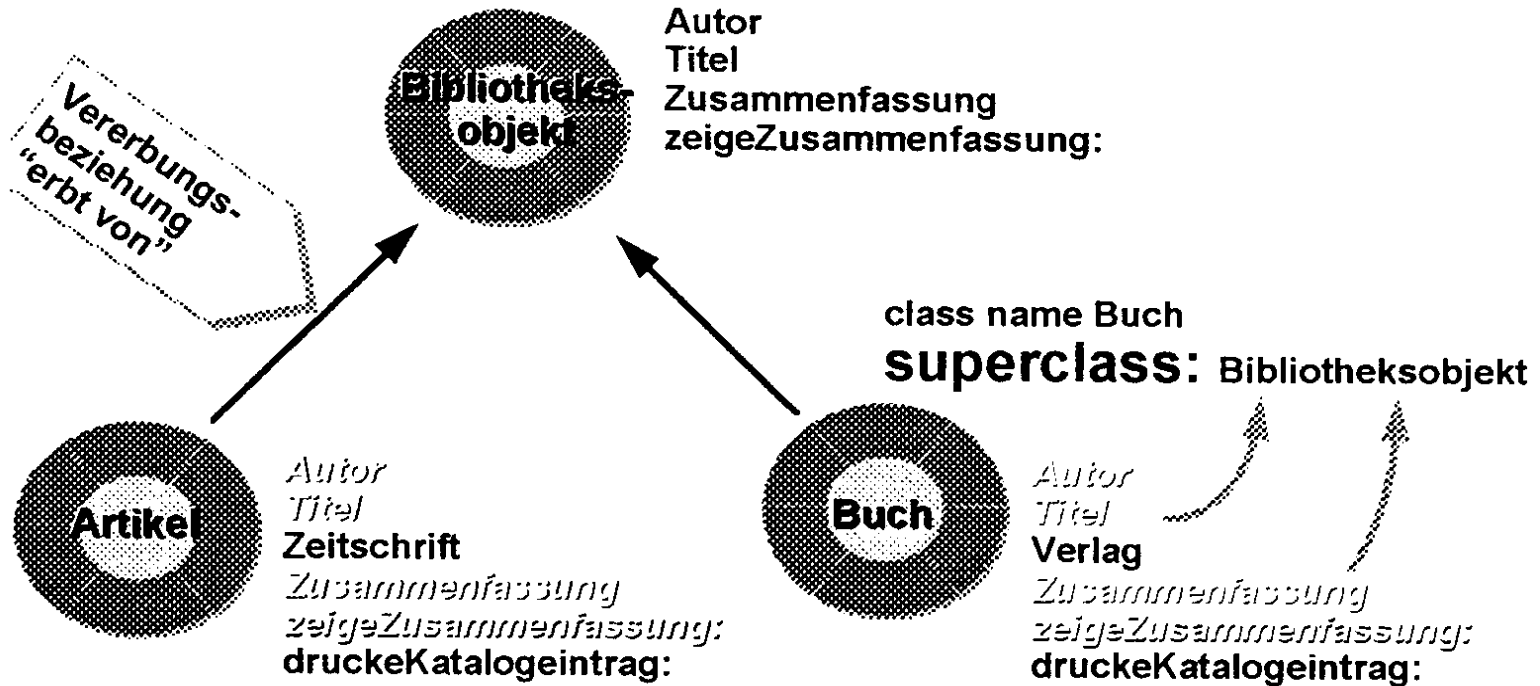 Autor
Titel
Zusammenfassung
zeigeZusammenfassung:
Bibliotheks-
objekt
Vererbungs-
beziehung
“erbt von”
class name Buch
superclass: Bibliotheksobjekt
Artikel
Autor
Titel
Zeitschrift
Zusammenfassung
zeigeZusammenfassung:
druckeKatalogeintrag:
Buch
Autor
Titel
Verlag
Zusammenfassung
zeigeZusammenfassung:
druckeKatalogeintrag: